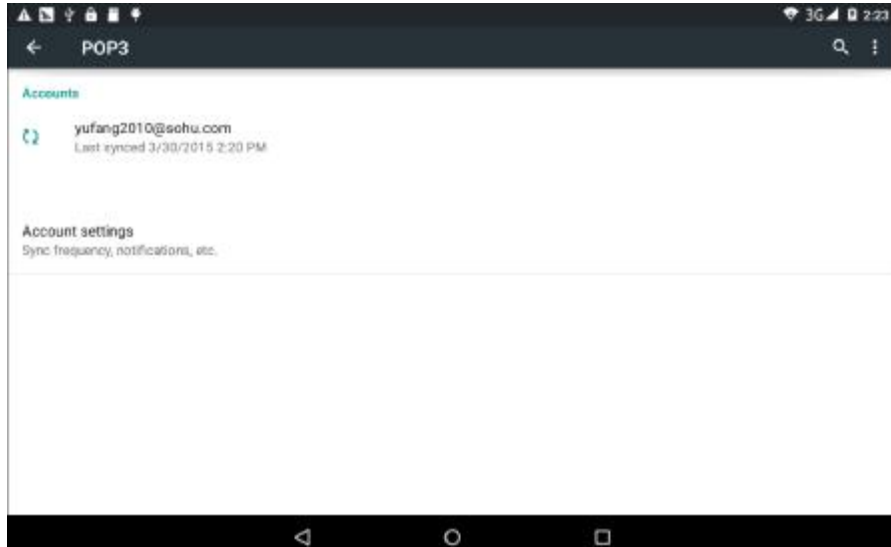 3G 2:23
POP3
Accounts
yufang2010@sohu.com
Last synced 3/30/2015 2:20 PM
Account settings
Sync frequency, notifications, etc.